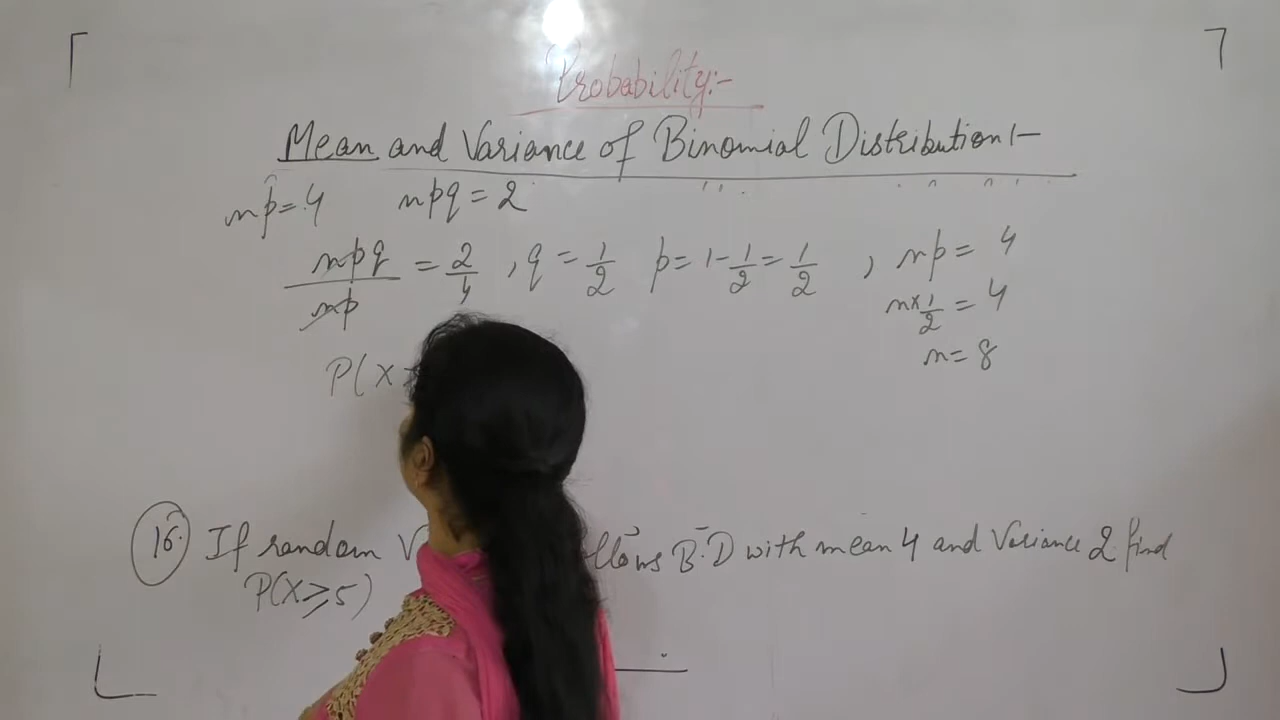 Probability:-
Mean and Variance of Binomial Distribution:-
np=4 npq=2
npq/np = 2/4 , q = 1/2 p = 1-1/2 = 1/2 , np = 4
n×1/2 = 4
n=8
P(X
16. If random V llows B.D with mean 4 and Variance 2 find
P(X≥5)